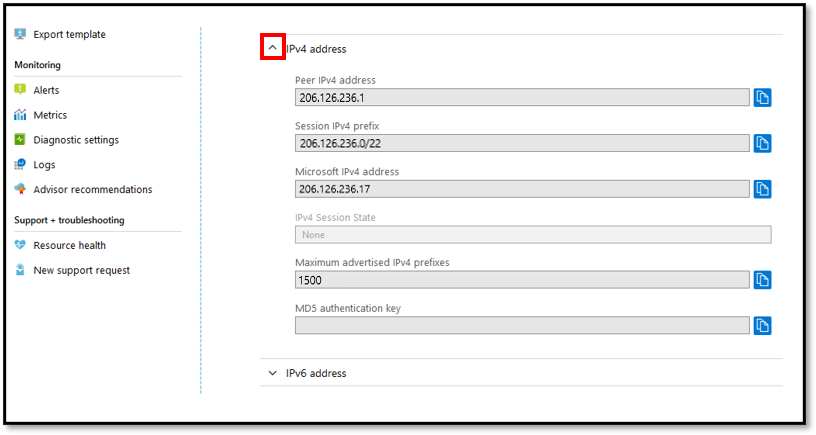 Export template
Monitoring
Alerts
Metrics
Diagnostic settings
Logs
Advisor recommendations
Support + troubleshooting
Resource health
New support request
IPv4 address
Peer IPv4 address
206.126.236.1
Session IPv4 prefix
206.126.236.0/22
Microsoft IPv4 address
206.126.236.17
IPv4 Session State
None
Maximum advertised IPv4 prefixes
1500
MD5 authentication key
IPv6 address